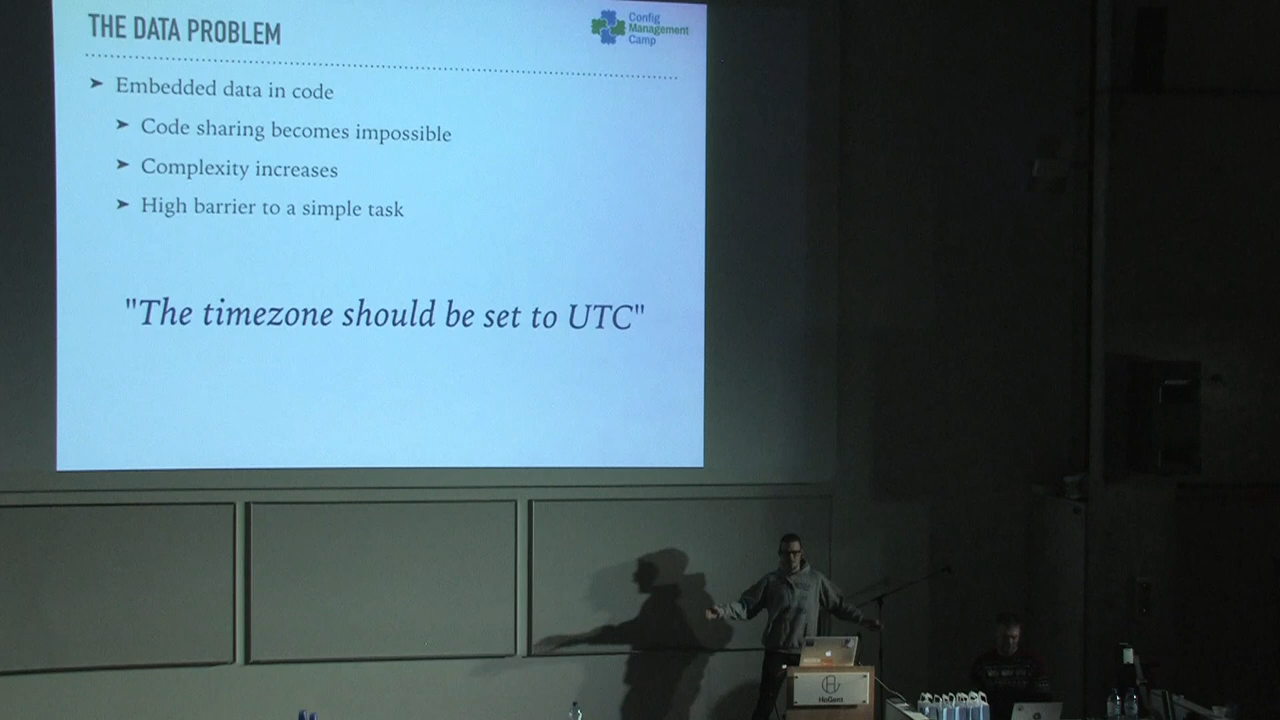 THE DATA PROBLEM
Config
Management
Camp
➤ Embedded data in code
➤ Code sharing becomes impossible
➤ Complexity increases
➤ High barrier to a simple task
"The timezone should be set to UTC"
HoGent